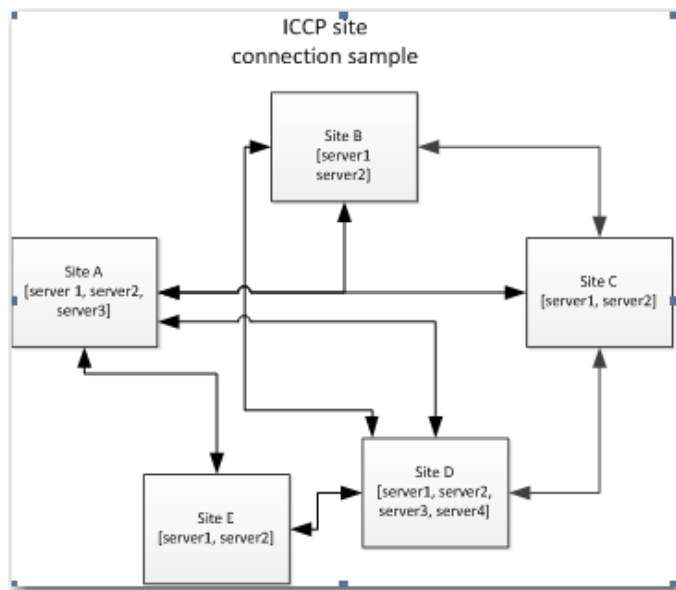 ICCP site
connection sample
Site B
[server1
server2]
Site A
[server 1, server2,
server3]
Site C
[server1, server2]
Site D
[server1, server2,
server3, server4]
Site E
[server1, server2]